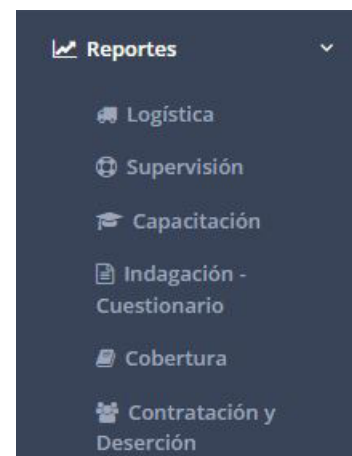 Reportes
Logística
Supervisión
Capacitación
Indagación -
Cuestionario
Cobertura
Contratación y
Deserción